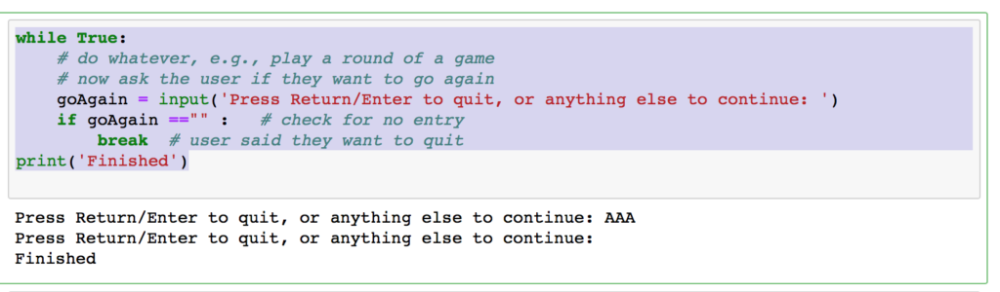 while True:
    # do whatever, e.g., play a round of a game
    # now ask the user if they want to go again
    goAgain = input('Press Return/Enter to quit, or anything else to continue: ')
    if goAgain =="" :   # check for no entry
        break  # user said they want to quit
print('Finished')
Press Return/Enter to quit, or anything else to continue: AAA
Press Return/Enter to quit, or anything else to continue:
Finished